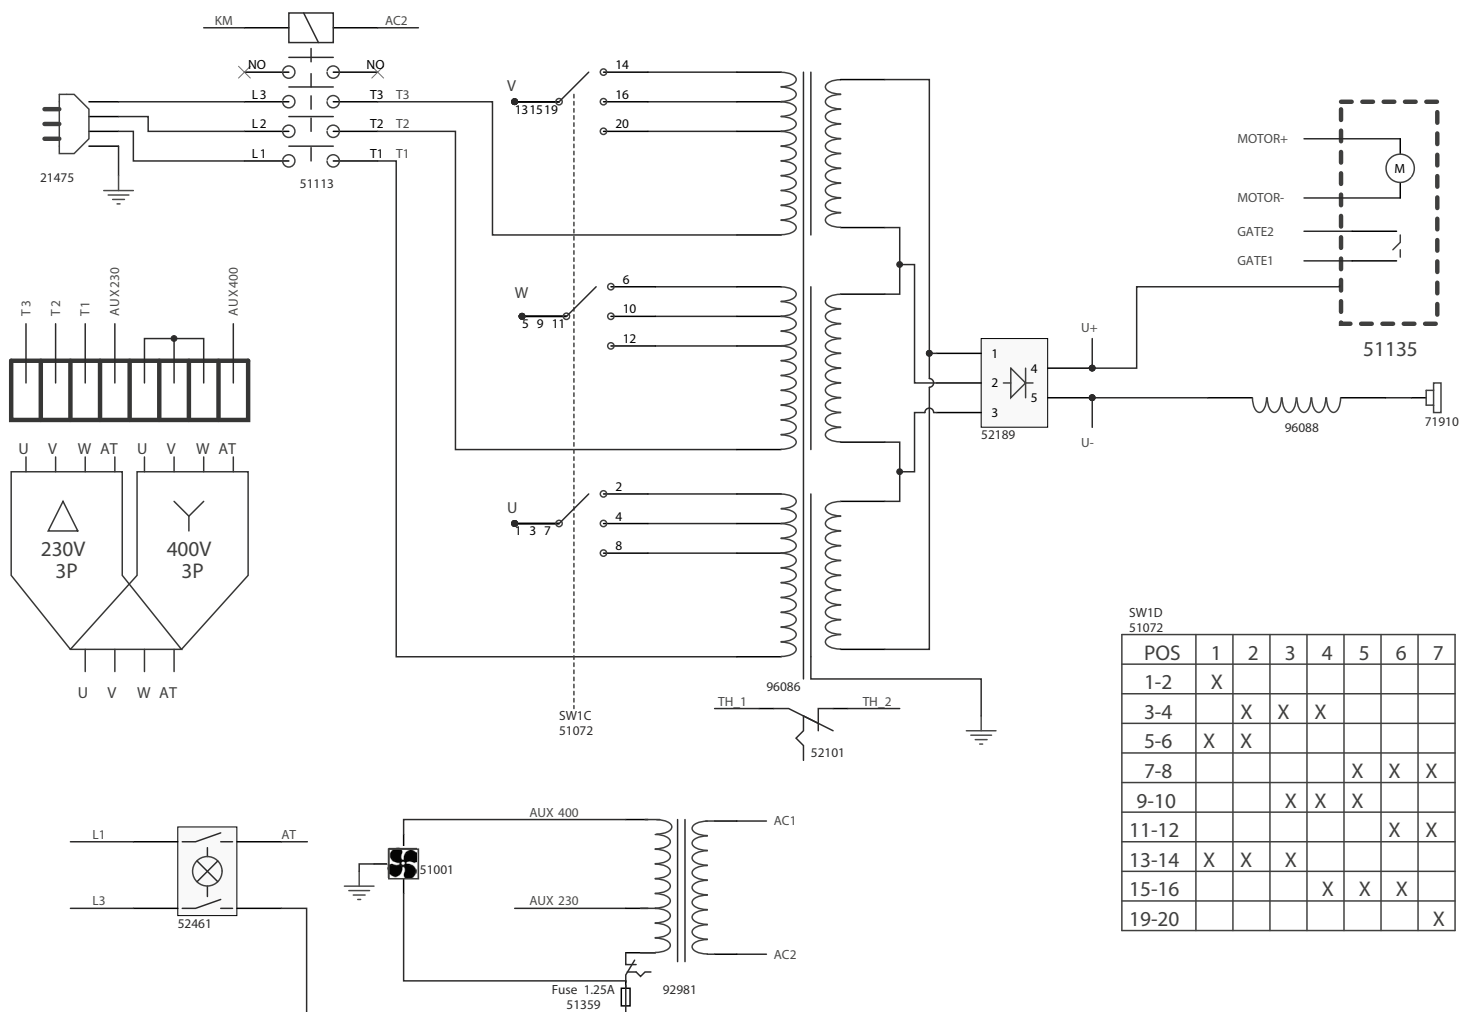 KM AC2
NO NO
L3 T3 T3
L2 T2 T2
L1 T1 T1
21475
51113
V
131519
14
16
20
W
5 9 11
6
10
12
U
1 3 7
2
4
8
SW1C
51072
96086
TH_1 TH_2
52101
1
2
3
4
5
52189
U+
U-
96088
71910
MOTOR+
MOTOR-
GATE2
GATE1
M
51135
T3 T2 T1 AUX230 AUX400
U V W AT U V W AT
230V
3P
400V
3P
U V W AT
L1 AT
L3
52461
51001
AUX 400
AUX 230
AC1
AC2
Fuse 1.25A
51359
92981
SW1D
51072
POS 1 2 3 4 5 6 7
1-2 X
3-4 X X X
5-6 X X
7-8 X X X
9-10 X X X
11-12 X X
13-14 X X X
15-16 X X X
19-20 X